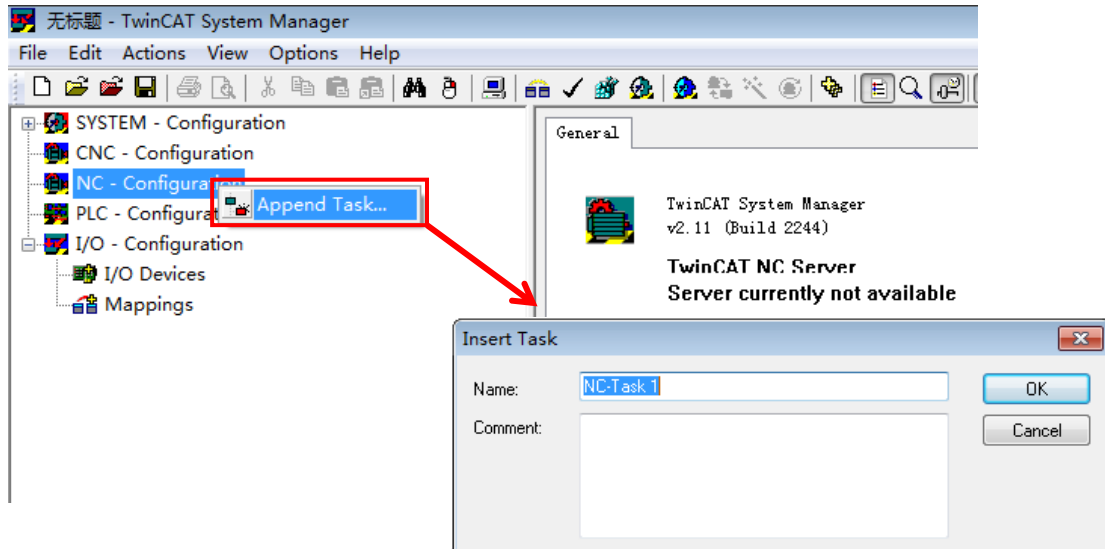 无标题 - TwinCAT System Manager
File Edit Actions View Options Help
SYSTEM - Configuration
CNC - Configuration
NC - Configuration
Append Task...
PLC - Configurat
I/O - Configuration
I/O Devices
Mappings
General
TwinCAT System Manager
v2.11 (Build 2244)
TwinCAT NC Server
Server currently not available
Insert Task
Name:
NC-Task 1
OK
Comment:
Cancel